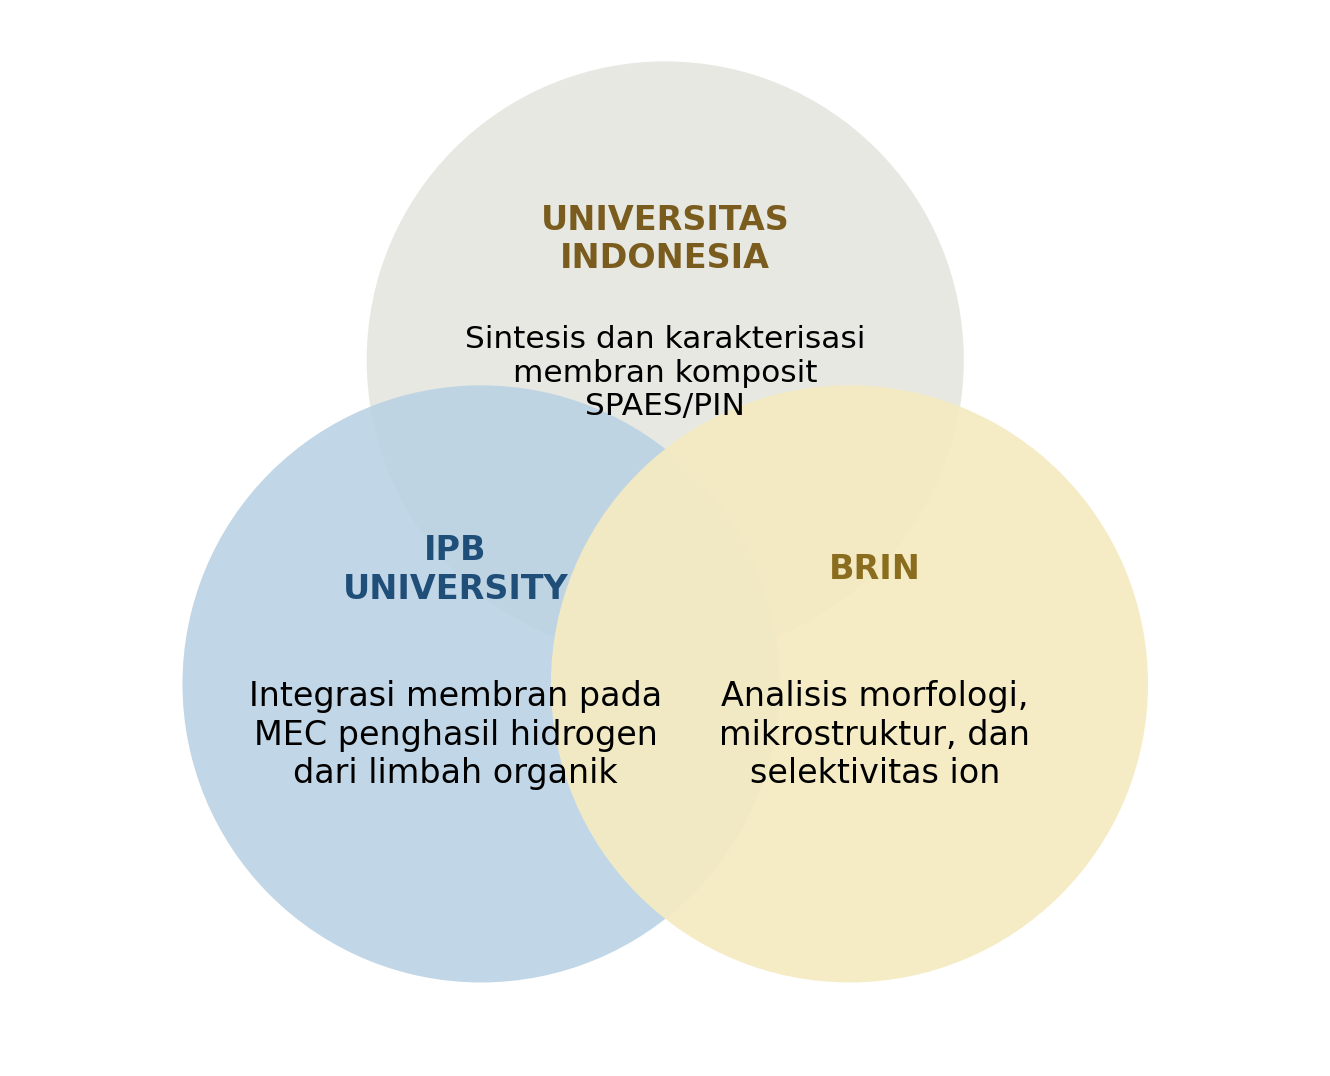 UNIVERSITAS
INDONESIA
Sintesis dan karakterisasi
membran komposit
SPAES/PIN
IPB
UNIVERSITY
Integrasi membran pada
MEC penghasil hidrogen
dari limbah organik
BRIN
Analisis morfologi,
mikrostruktur, dan
selektivitas ion